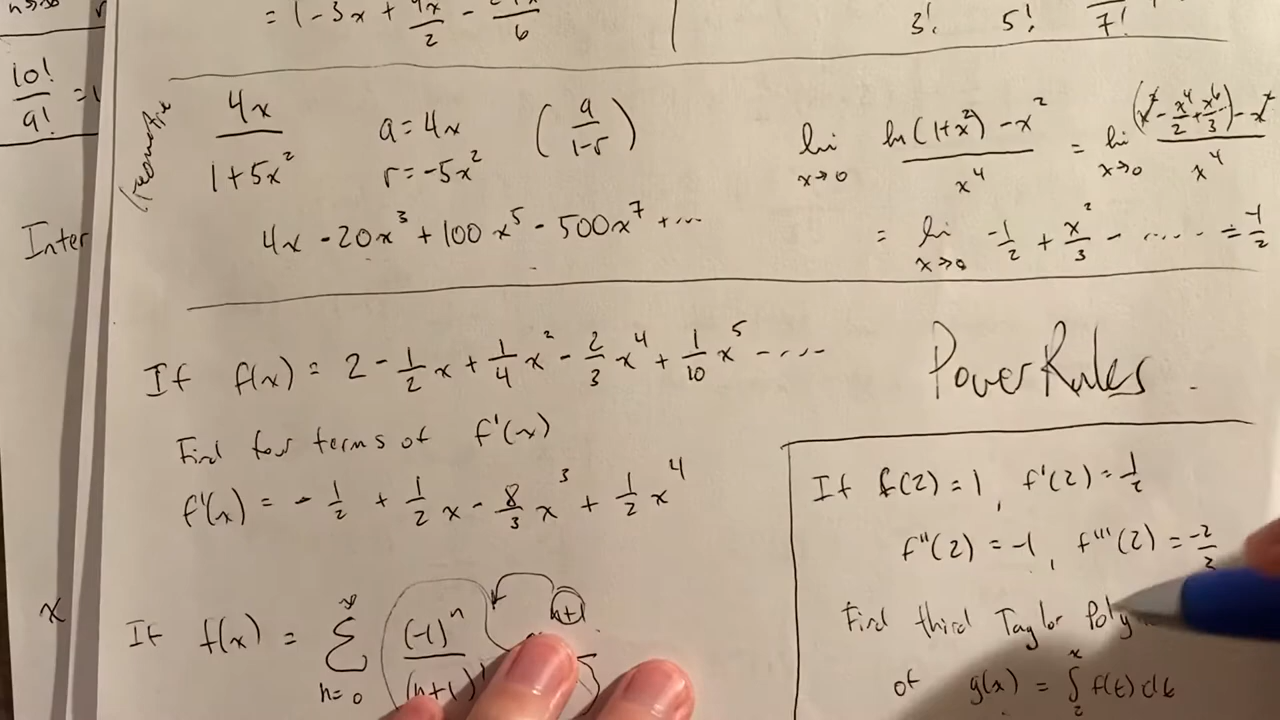 10!/9! = 1
Inter
x
= 1 - 3x + 9x/2 -
3! 5! 7!
Geometric
4x/(1+5x²) a = 4x (a/(1-r))
r = -5x²
4x - 20x³ + 100x⁵ - 500x⁷ + ...
lim x→0 (ln(1+x²) - x²)/x⁴ = lim x→0 ((x² - x⁴/2 + x⁶/3) - x²)/x⁴
= lim x→0 -1/2 + x²/3 - ..... = -1/2
If f(x) = 2 - 1/2 x + 1/4 x² - 2/3 x⁴ + 1/10 x⁵ - ....
Find four terms of f'(x)
f'(x) = - 1/2 + 1/2 x - 8/3 x³ + 1/2 x⁴
If f(x) = ∞ Σ n=0 (-1)ⁿ/(n+1) n+1
Power Rules
If f(2) = 1, f'(2) = 1/2
f''(2) = -1, f'''(2) = -2/3
Find third Taylor Poly
of g(x) = ∫₂ˣ f(t) dt